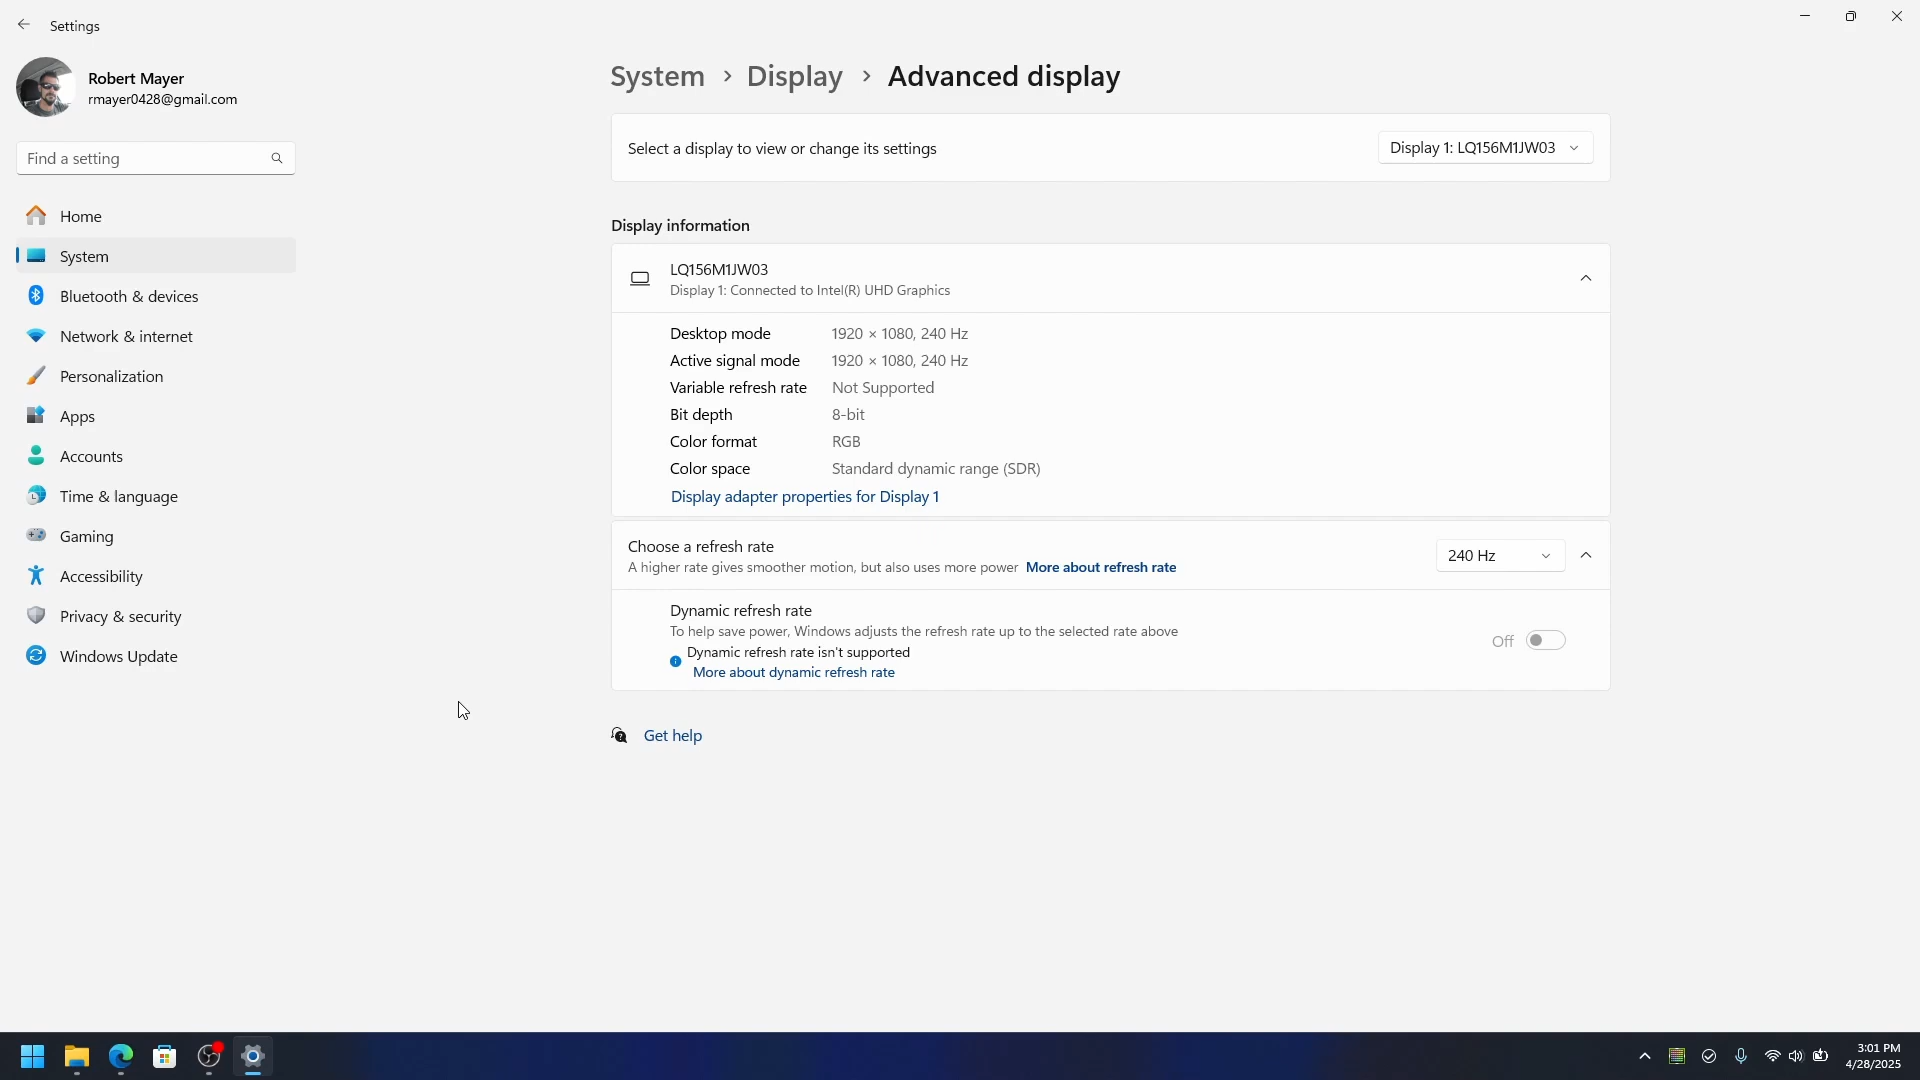 Settings
Robert Mayer
rmayer0428@gmail.com
Find a setting
Home
System
Bluetooth & devices
Network & internet
Personalization
Apps
Accounts
Time & language
Gaming
Accessibility
Privacy & security
Windows Update
System > Display > Advanced display
Select a display to view or change its settings
Display 1: LQ156M1JW03
Display information
LQ156M1JW03
Display 1: Connected to Intel(R) UHD Graphics
Desktop mode 1920 × 1080, 240 Hz
Active signal mode 1920 × 1080, 240 Hz
Variable refresh rate Not Supported
Bit depth 8-bit
Color format RGB
Color space Standard dynamic range (SDR)
Display adapter properties for Display 1
Choose a refresh rate
A higher rate gives smoother motion, but also uses more power More about refresh rate
240 Hz
Dynamic refresh rate
To help save power, Windows adjusts the refresh rate up to the selected rate above
Dynamic refresh rate isn't supported
More about dynamic refresh rate
Off
Get help
3:01 PM
4/28/2025